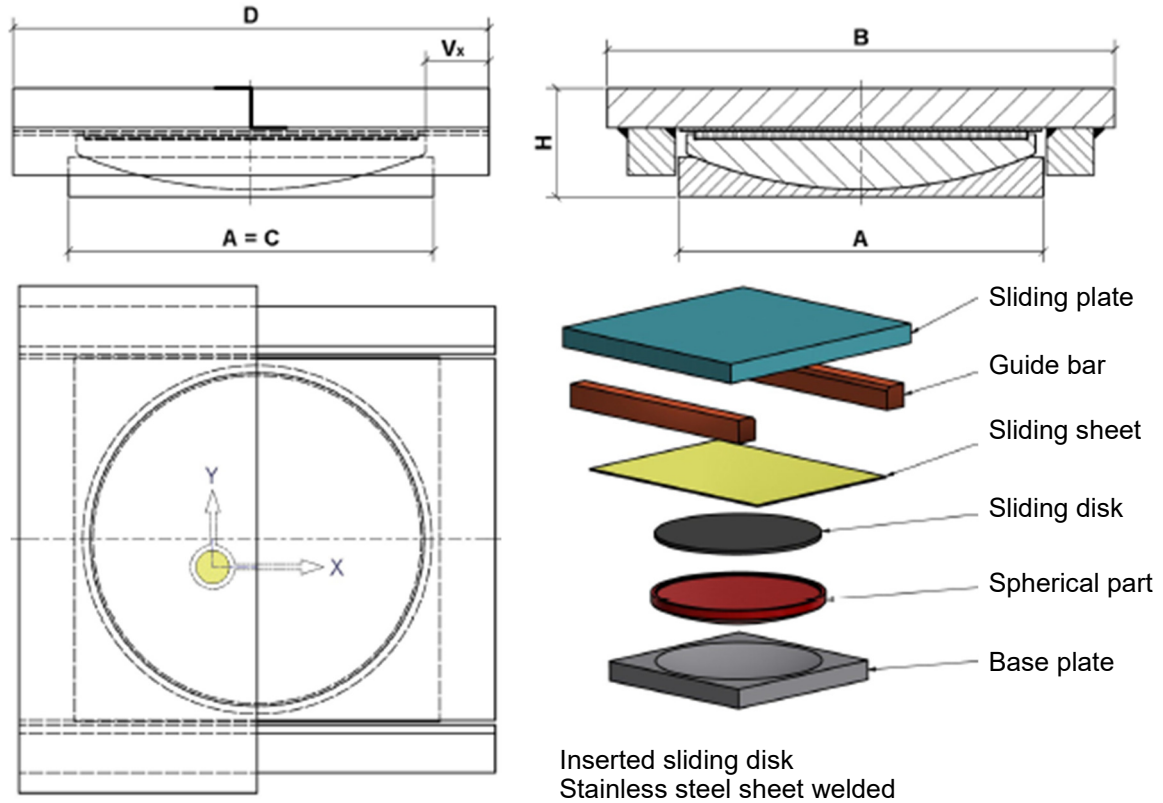 D
Vx
A = C
B
H
A
Y
X
Sliding plate
Guide bar
Sliding sheet
Sliding disk
Spherical part
Base plate
Inserted sliding disk
Stainless steel sheet welded